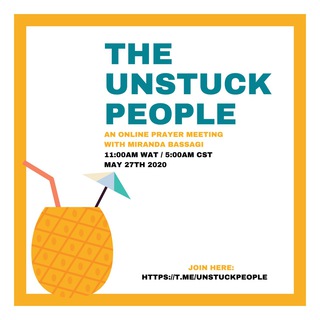 THE
UNSTUCK
PEOPLE
AN ONLINE PRAYER MEETING
WITH MIRANDA BASSAGI
11:00AM WAT / 5:00AM CST
MAY 27TH 2020
JOIN HERE:
HTTPS://T.ME/UNSTUCKPEOPLE